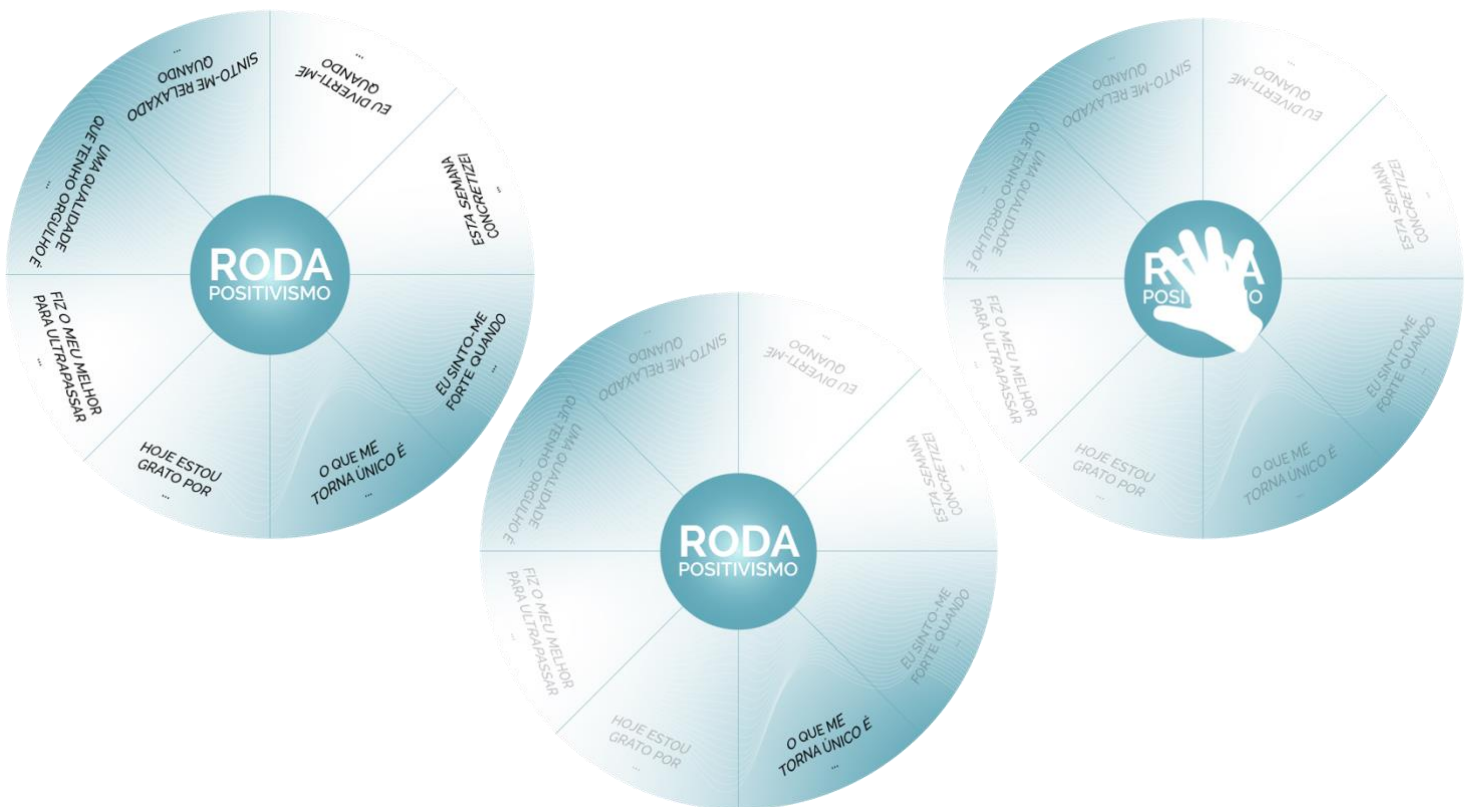 RODA
POSITIVISMO
EU DIVERTI-ME
QUANDO
...
ESTA SEMANA
CONCRETIZEI
...
EU SINTO-ME
FORTE QUANDO
...
O QUE ME
TORNA ÚNICO É
...
HOJE ESTOU
GRATO POR
...
FIZ O MEU MELHOR
PARA ULTRAPASSAR
...
UMA QUALIDADE
QUE TENHO ORGULHO É
...
SINTO-ME RELAXADO
QUANDO
...
RODA
POSITIVISMO
EU DIVERTI-ME
QUANDO
...
ESTA SEMANA
CONCRETIZEI
...
EU SINTO-ME
FORTE QUANDO
...
O QUE ME
TORNA ÚNICO É
...
HOJE ESTOU
GRATO POR
...
FIZ O MEU MELHOR
PARA ULTRAPASSAR
...
UMA QUALIDADE
QUE TENHO ORGULHO É
...
SINTO-ME RELAXADO
QUANDO
...
EU DIVERTI-ME
QUANDO
...
ESTA SEMANA
CONCRETIZEI
...
EU SINTO-ME
FORTE QUANDO
...
O QUE ME
TORNA ÚNICO É
...
HOJE ESTOU
GRATO POR
...
FIZ O MEU MELHOR
PARA ULTRAPASSAR
...
UMA QUALIDADE
QUE TENHO ORGULHO É
...
SINTO-ME RELAXADO
QUANDO
...